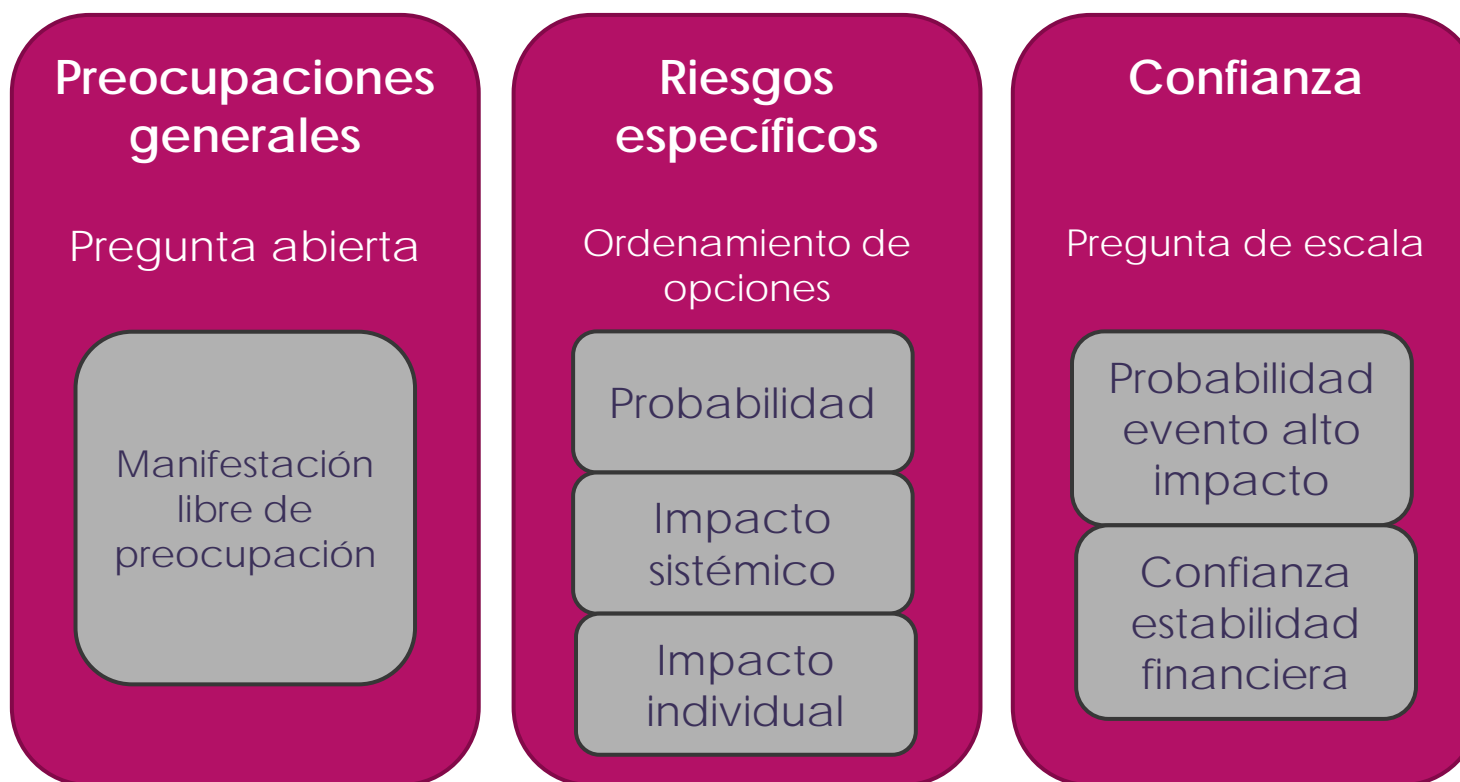 Preocupaciones
generales
Pregunta abierta
Manifestación
libre de
preocupación
Riesgos
específicos
Ordenamiento de
opciones
Probabilidad
Impacto
sistémico
Impacto
individual
Confianza
Pregunta de escala
Probabilidad
evento alto
impacto
Confianza
estabilidad
financiera